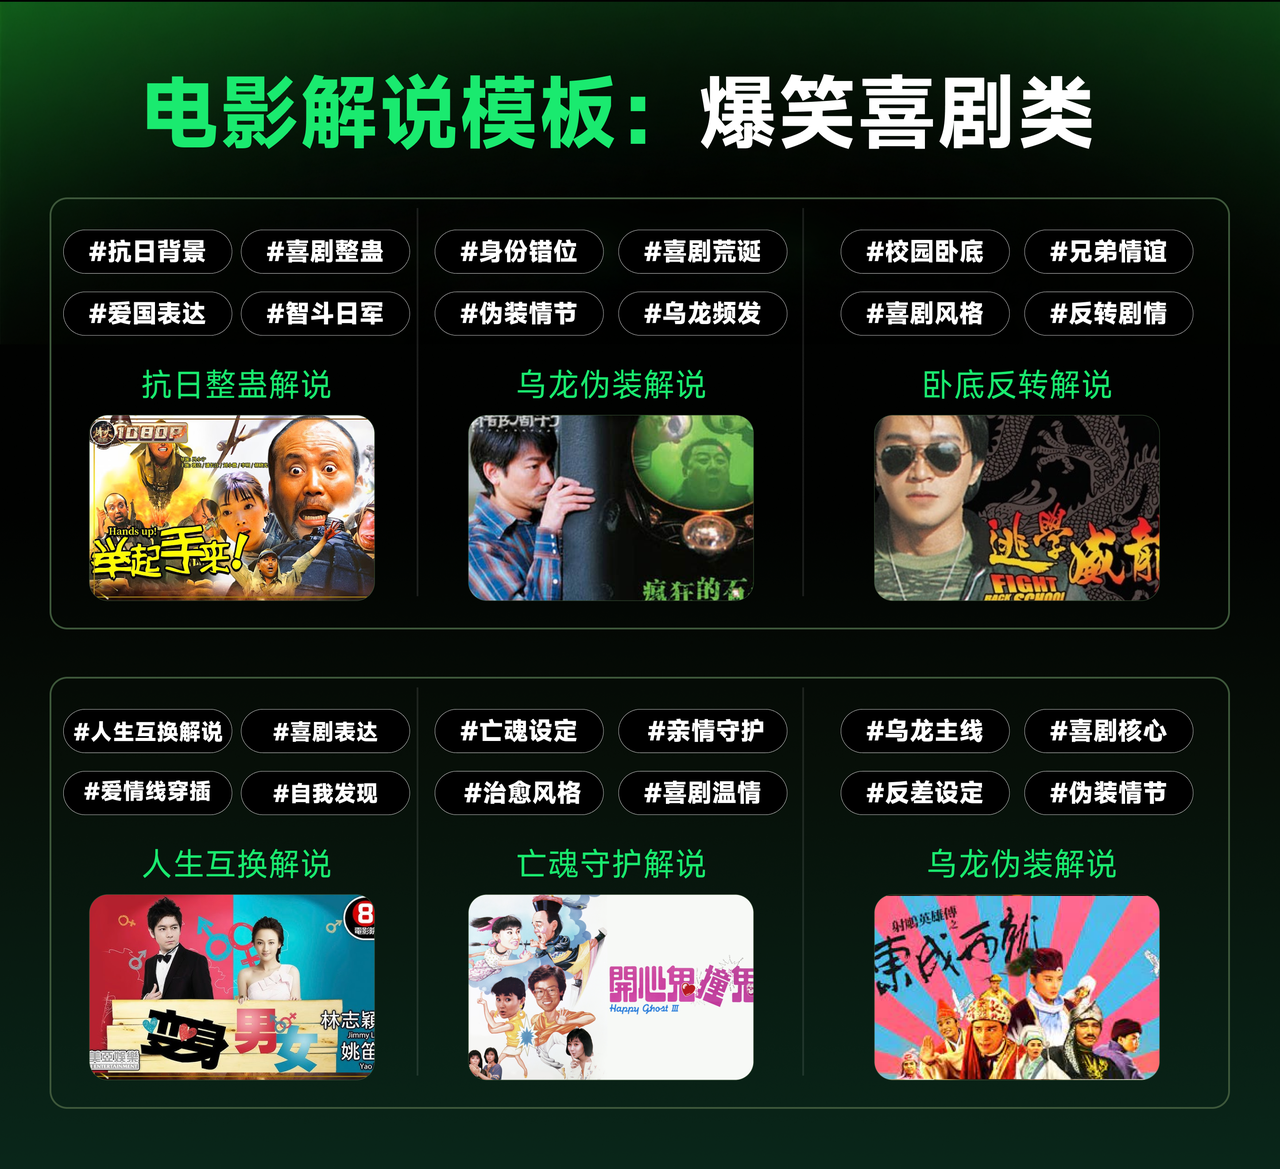 电影解说模板：爆笑喜剧类
#抗日背景 #喜剧整蛊
#爱国表达 #智斗日军
抗日整蛊解说
1080P
Hands up!
举起手来!
#身份错位 #喜剧荒诞
#伪装情节 #乌龙频发
乌龙伪装解说
疯狂的石
#校园卧底 #兄弟情谊
#喜剧风格 #反转剧情
卧底反转解说
逃學威龍
FIGHT
BACK SCHOOL
#人生互换解说 #喜剧表达
#爱情线穿插 #自我发现
人生互换解说
8
電影
变身男女
林志穎
Jimmy L
姚笛
Yao
ENTERTAINMENT
#亡魂设定 #亲情守护
#治愈风格 #喜剧温情
亡魂守护解说
開心鬼撞鬼
Happy Ghost III
#乌龙主线 #喜剧核心
#反差设定 #伪装情节
乌龙伪装解说
射鵰英雄傳
之
東成西就